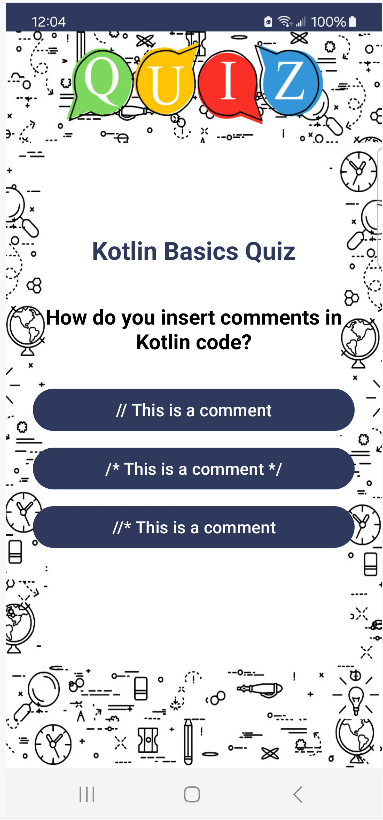 12:04 100%
QUIZ
Kotlin Basics Quiz
How do you insert comments in
Kotlin code?
// This is a comment
/* This is a comment */
//* This is a comment